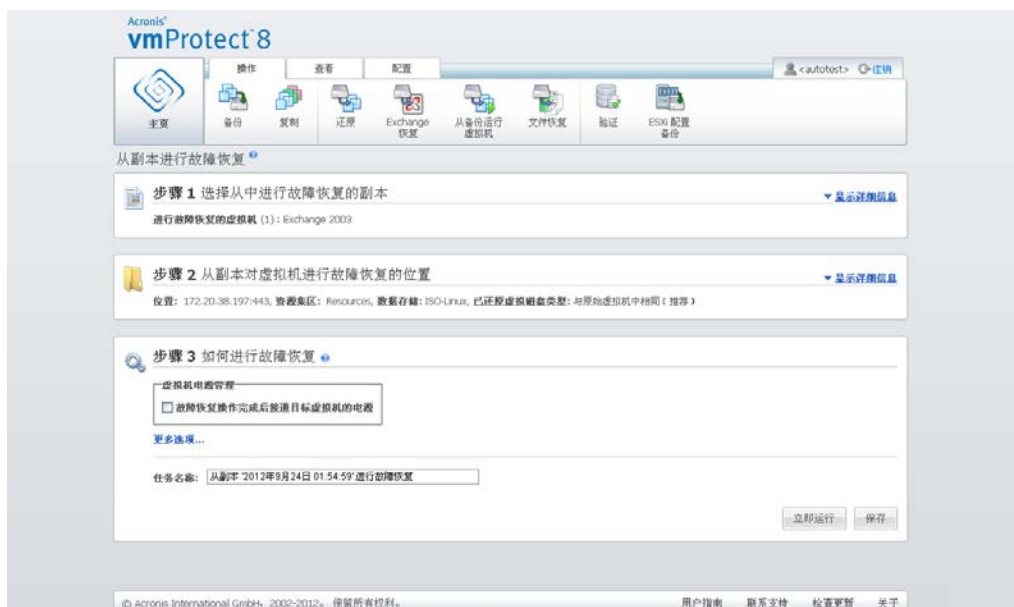 Acronis®
vmProtect 8
操作 查看 配置 <autotest> 注销
主页 备份 复制 还原 Exchange 恢复 从备份运行虚拟机 文件恢复 验证 ESXi 配置备份
从副本进行故障恢复
步骤 1 选择从中进行故障恢复的副本
显示详细信息
进行故障恢复的虚拟机 (1): Exchange 2003
步骤 2 从副本对虚拟机进行故障恢复的位置
显示详细信息
位置: 172.20.38.197:443, 资源集区: Resources, 数据存储: ISO-Linux, 已还原虚拟磁盘类型: 与原始虚拟机中相同(推荐)
步骤 3 如何进行故障恢复
虚拟机电源管理
故障恢复操作完成后接通目标虚拟机的电源
更多选项...
任务名称: 从副本 '2012年9月24日 01:54:59' 进行故障恢复
立即运行 保存
© Acronis International GmbH, 2002-2012。 保留所有权利。 用户指南 联系支持 检查更新 关于